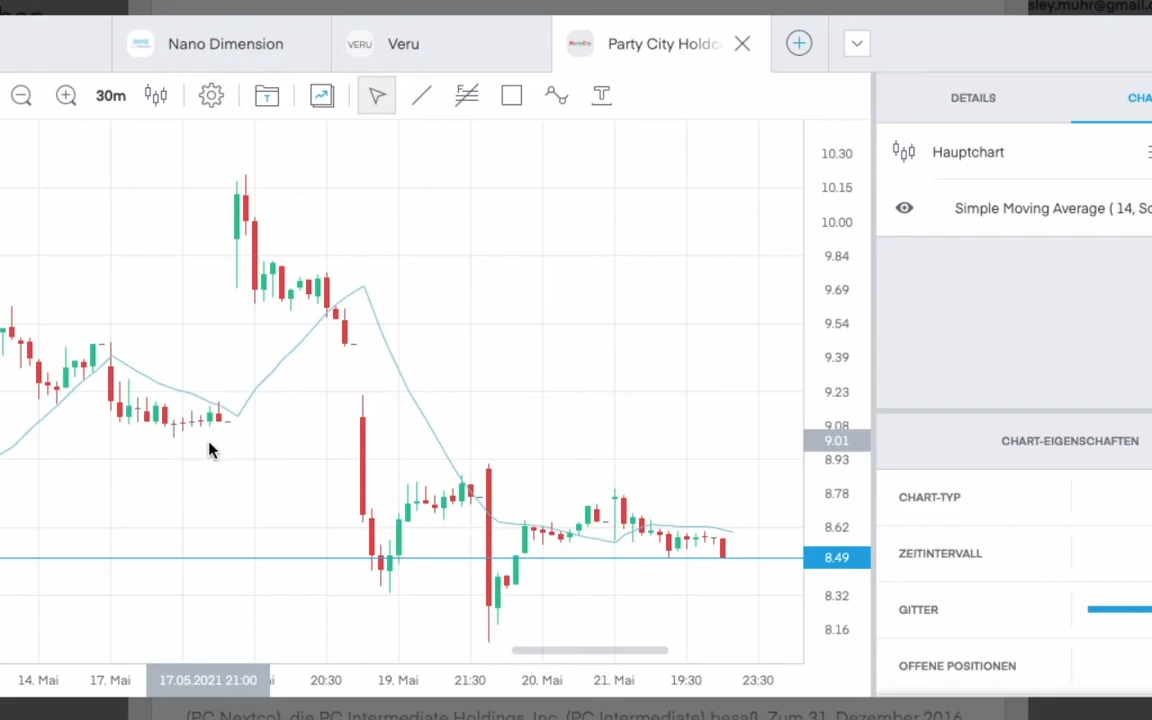 sley.muhr@gmail.c
Nano Dimension
VERU
Veru
Party City Holdc
30m
T
F
T
DETAILS
CHA
Hauptchart
Simple Moving Average ( 14, Sc
10.30
10.15
10.00
9.84
9.69
9.54
9.39
9.23
9.08
9.01
8.93
8.78
8.62
8.49
8.32
8.16
CHART-EIGENSCHAFTEN
CHART-TYP
ZEITINTERVALL
GITTER
OFFENE POSITIONEN
14. Mai
17. Mai
17.05.2021 21:00
ai
20:30
19. Mai
21:30
20. Mai
21. Mai
19:30
23:30
(PC Nextco), die PC Intermediate Holdings, Inc. (PC Intermediate) besaß. Zum 31. Dezember 2016